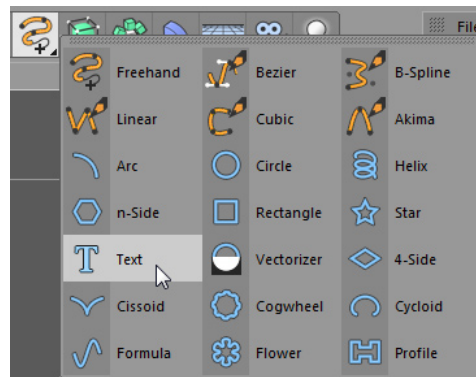 File
Freehand Bezier B-Spline
Linear Cubic Akima
Arc Circle Helix
n-Side Rectangle Star
Text Vectorizer 4-Side
Cissoid Cogwheel Cycloid
Formula Flower Profile